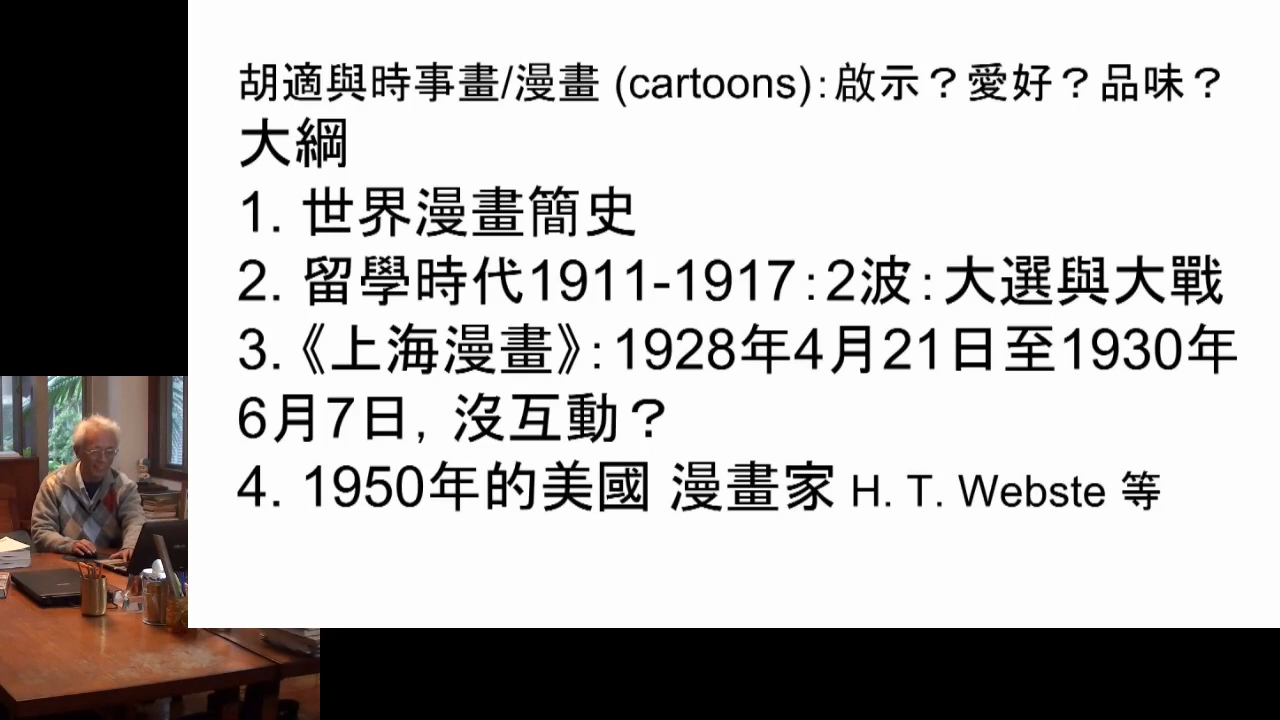 胡適與時事畫/漫畫 (cartoons)：啟示？愛好？品味？
大綱
1. 世界漫畫簡史
2. 留學時代1911-1917：2波：大選與大戰
3.《上海漫畫》：1928年4月21日至1930年
6月7日，沒互動？
4. 1950年的美國 漫畫家 H. T. Webste 等